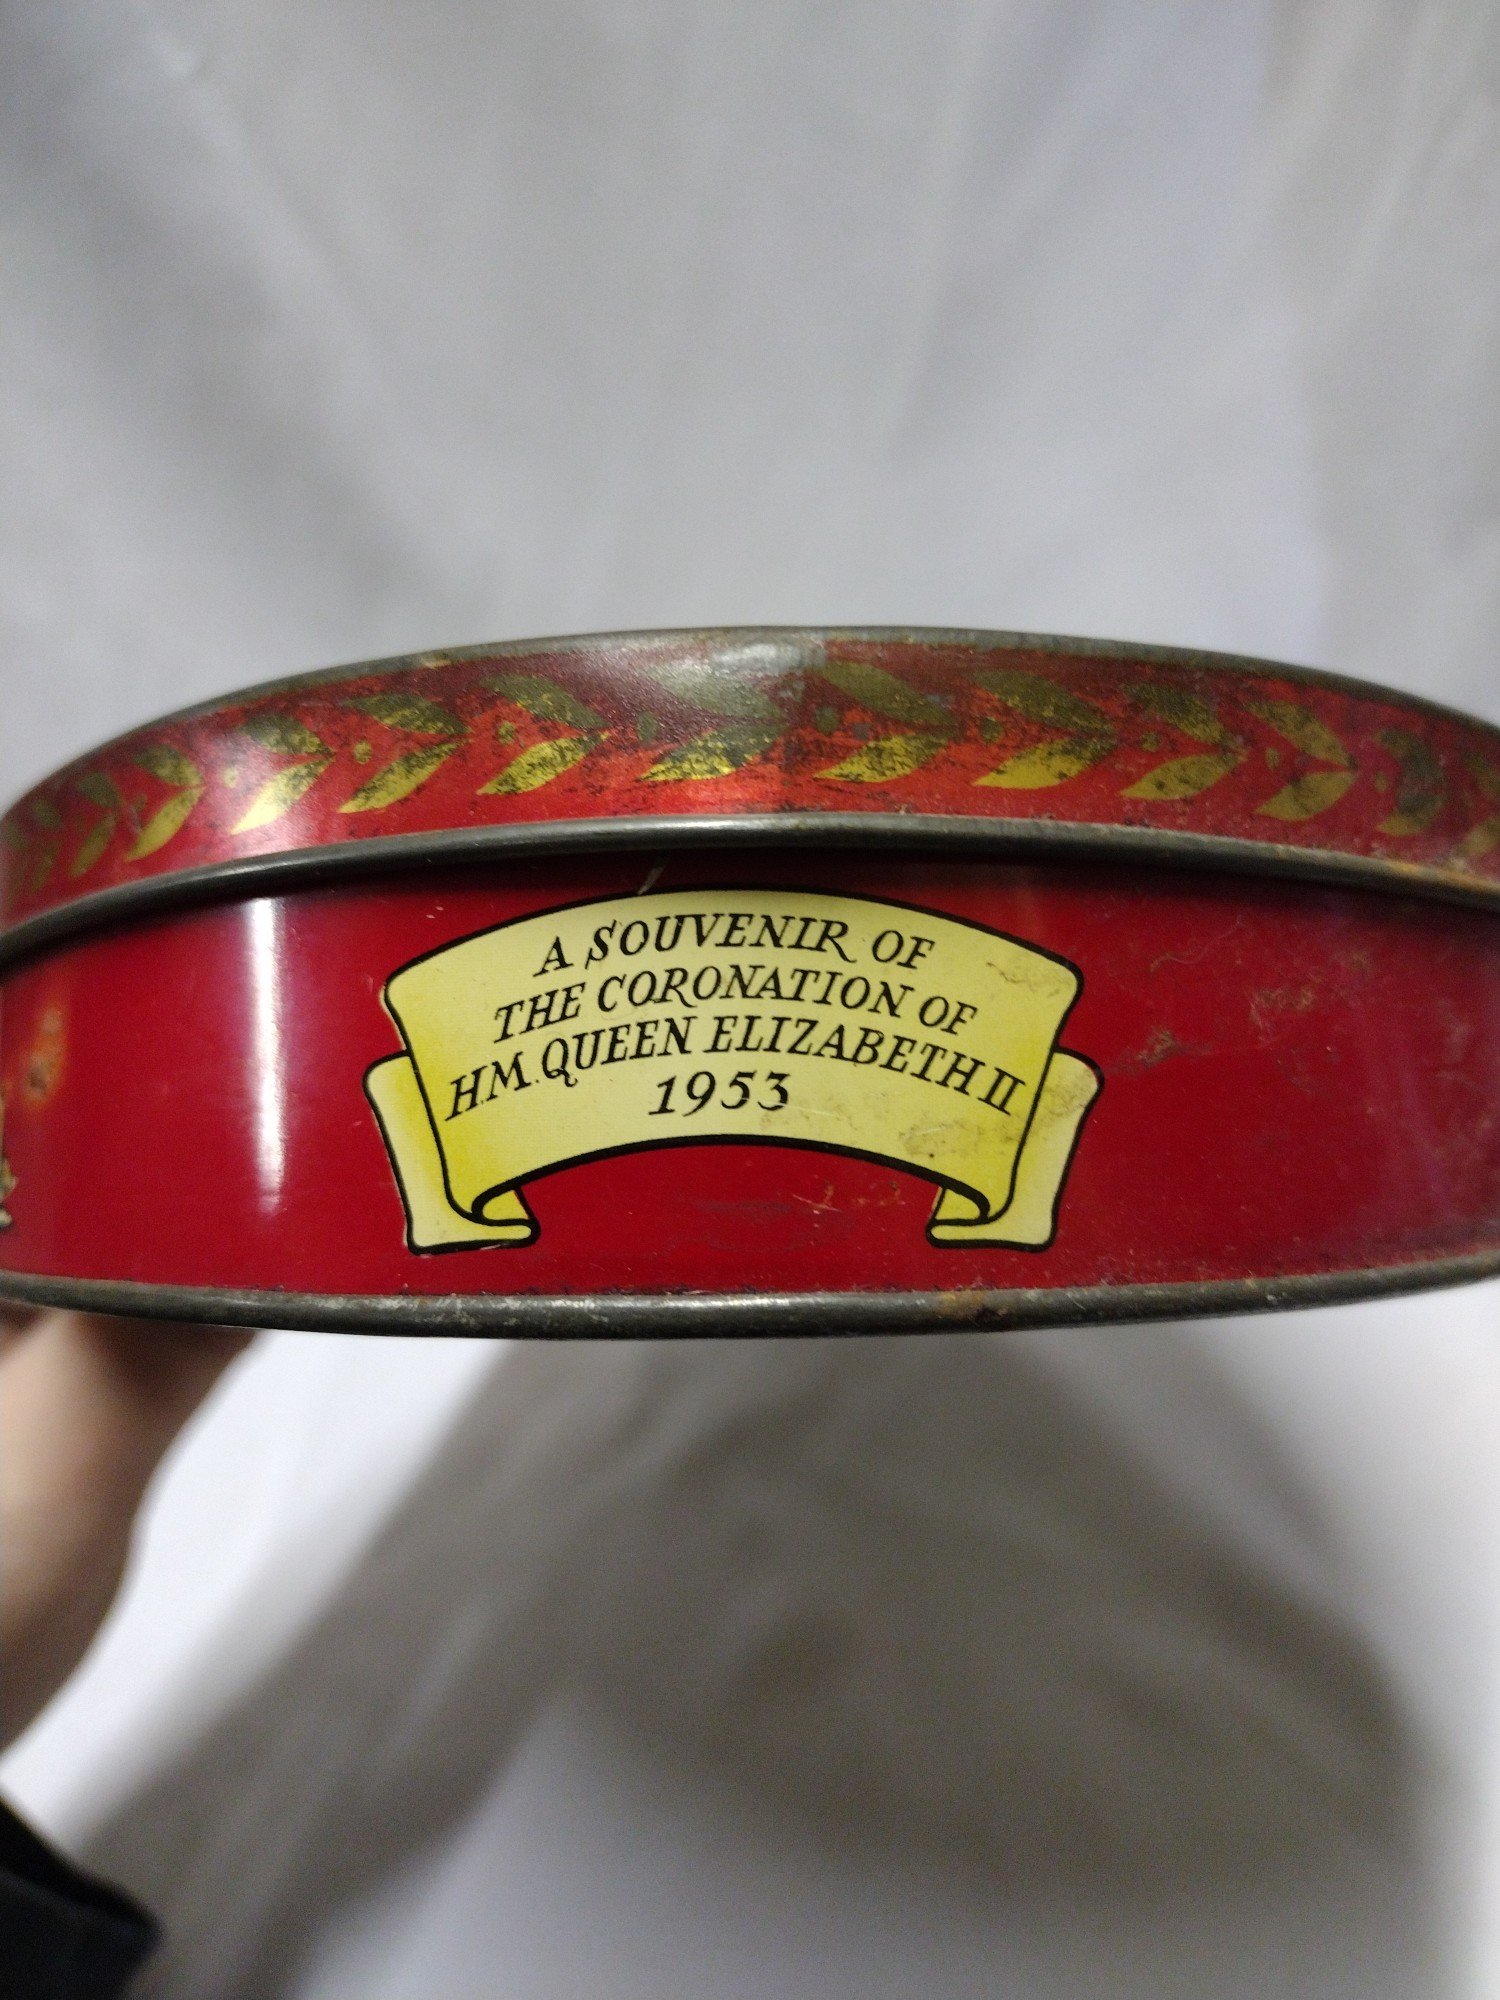 A SOUVENIR OF
THE CORONATION OF
H.M. QUEEN ELIZABETH II
1953